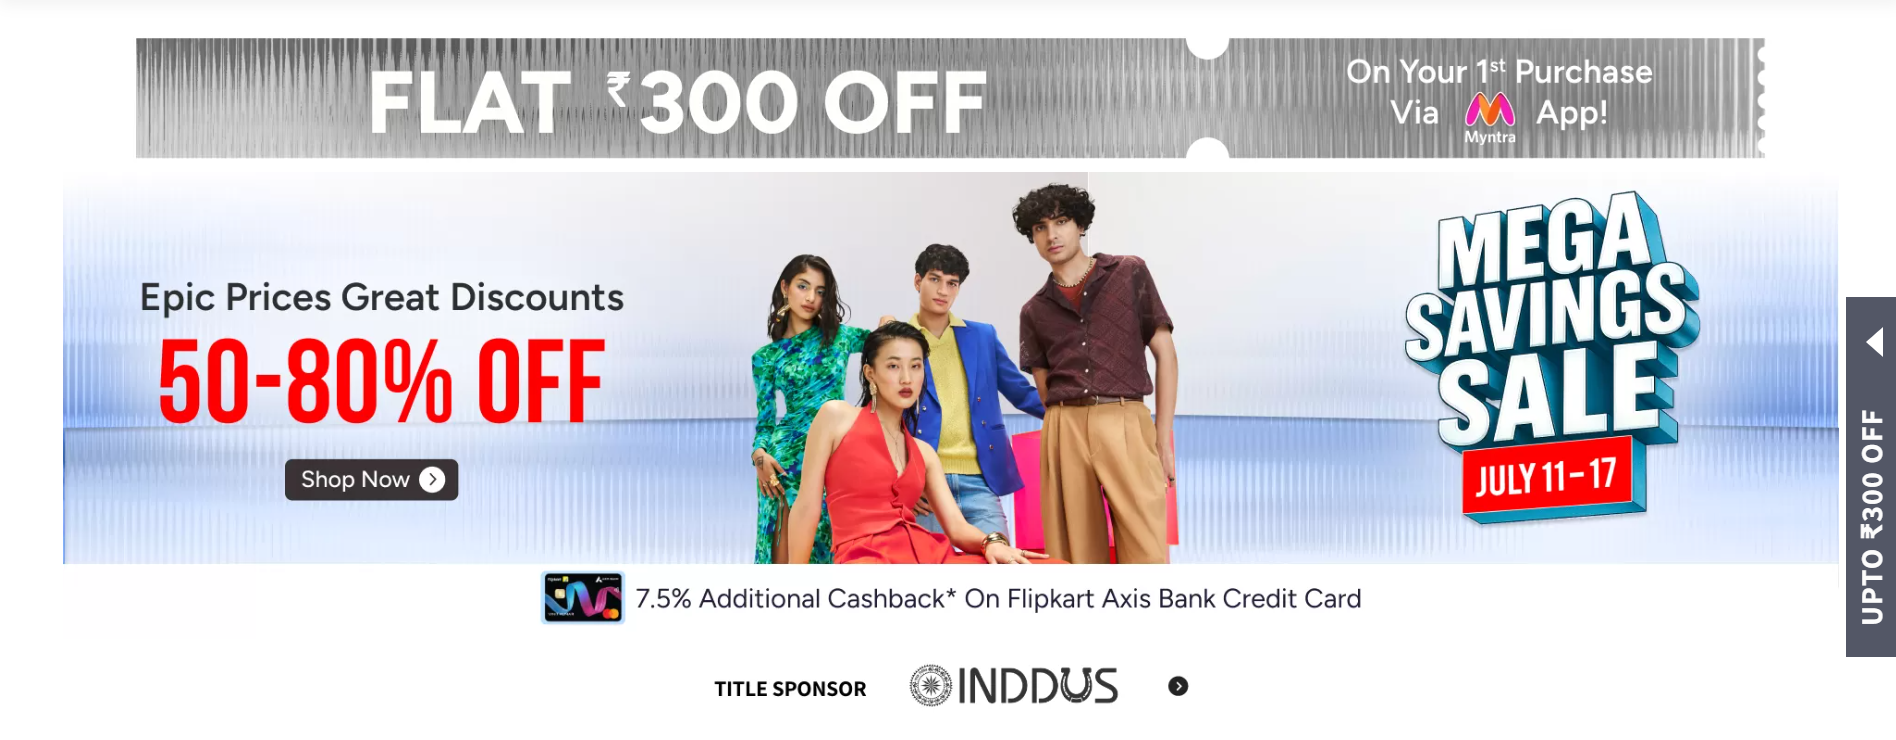 FLAT ₹300 OFF
On Your 1st Purchase
Via Myntra App!
Epic Prices Great Discounts
50-80% OFF
Shop Now
MEGA
SAVINGS
SALE
JULY 11-17
UPTO ₹300 OFF
7.5% Additional Cashback* On Flipkart Axis Bank Credit Card
TITLE SPONSOR
INDDUS